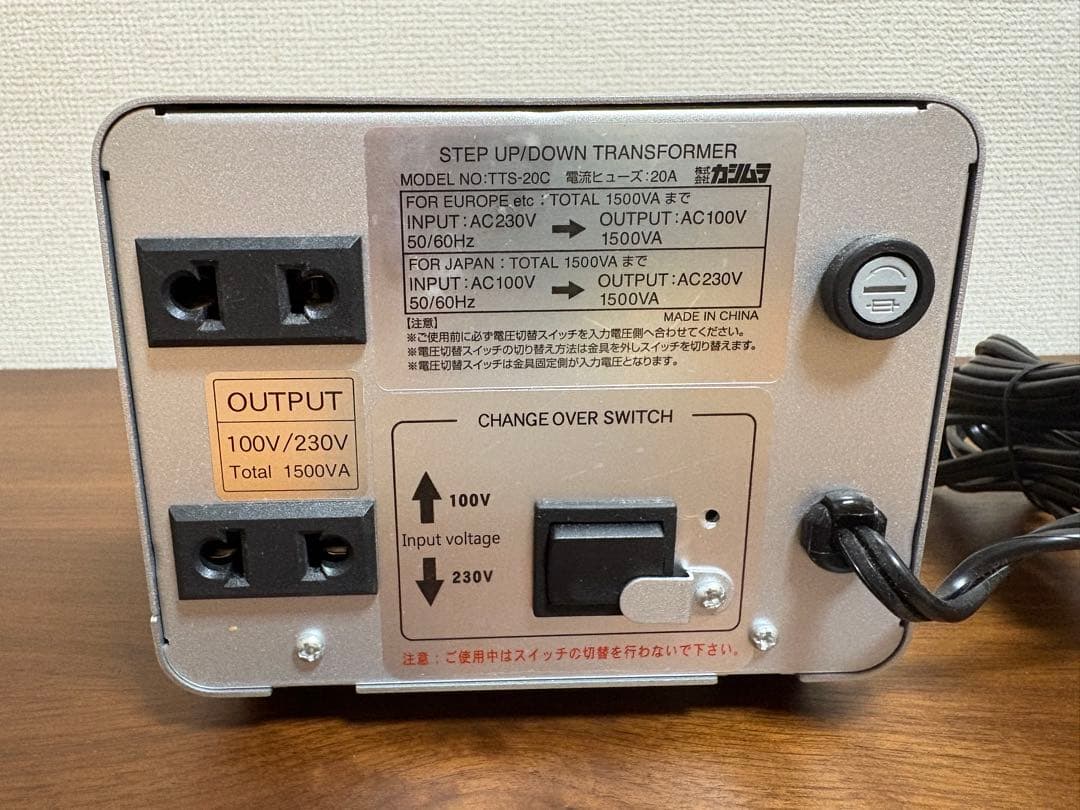 STEP UP/DOWN TRANSFORMER
MODEL NO:TTS-20C 電流ヒューズ:20A 株式会社カシムラ
FOR EUROPE etc : TOTAL 1500VA まで
INPUT : AC230V → OUTPUT : AC100V
50/60Hz 1500VA
FOR JAPAN : TOTAL 1500VA まで
INPUT : AC100V → OUTPUT : AC230V
50/60Hz 1500VA
MADE IN CHINA
【注意】
※ご使用前に必ず電圧切替スイッチを入力電圧側へ合わせてください。
※電圧切替スイッチの切り替え方法は金具を外しスイッチを切り替えます。
※電圧切替スイッチは金具固定側が入力電圧となります。
OUTPUT
100V/230V
Total 1500VA
CHANGE OVER SWITCH
100V
Input voltage
230V
注意:ご使用中はスイッチの切替を行わないで下さい。